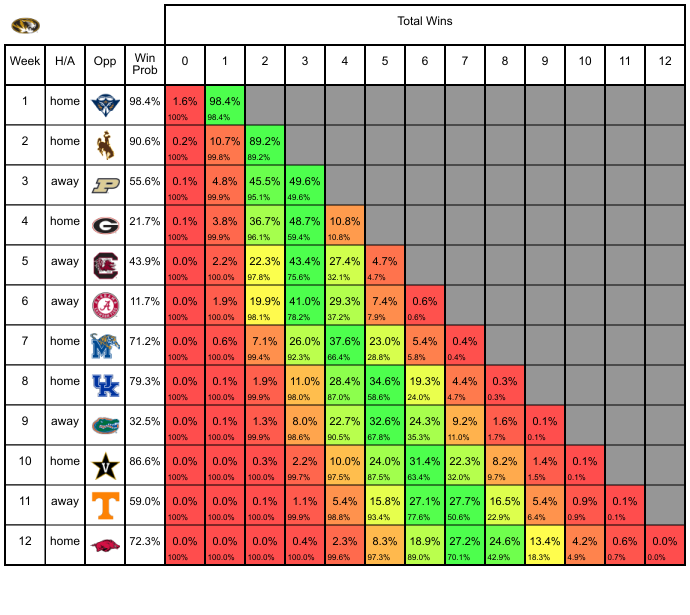 Total Wins
Week H/A Opp Win Prob 0 1 2 3 4 5 6 7 8 9 10 11 12
1 home 98.4% 1.6% 98.4%
100% 98.4%
2 home 90.6% 0.2% 10.7% 89.2%
100% 99.8% 89.2%
3 away P 55.6% 0.1% 4.8% 45.5% 49.6%
100% 99.9% 95.1% 49.6%
4 home G 21.7% 0.1% 3.8% 36.7% 48.7% 10.8%
100% 99.9% 96.1% 59.4% 10.8%
5 away C 43.9% 0.0% 2.2% 22.3% 43.4% 27.4% 4.7%
100% 100.0% 97.8% 75.6% 32.1% 4.7%
6 away A 11.7% 0.0% 1.9% 19.9% 41.0% 29.3% 7.4% 0.6%
100% 100.0% 98.1% 78.2% 37.2% 7.9% 0.6%
7 home M 71.2% 0.0% 0.6% 7.1% 26.0% 37.6% 23.0% 5.4% 0.4%
100% 100.0% 99.4% 92.3% 66.4% 28.8% 5.8% 0.4%
8 home UK 79.3% 0.0% 0.1% 1.9% 11.0% 28.4% 34.6% 19.3% 4.4% 0.3%
100% 100.0% 99.9% 98.0% 87.0% 58.6% 24.0% 4.7% 0.3%
9 away 32.5% 0.0% 0.1% 1.3% 8.0% 22.7% 32.6% 24.3% 9.2% 1.6% 0.1%
100% 100.0% 99.9% 98.6% 90.5% 67.8% 35.3% 11.0% 1.7% 0.1%
10 home V 86.6% 0.0% 0.0% 0.3% 2.2% 10.0% 24.0% 31.4% 22.3% 8.2% 1.4% 0.1%
100% 100.0% 100.0% 99.7% 97.5% 87.5% 63.4% 32.0% 9.7% 1.5% 0.1%
11 away T 59.0% 0.0% 0.0% 0.1% 1.1% 5.4% 15.8% 27.1% 27.7% 16.5% 5.4% 0.9% 0.1%
100% 100.0% 100.0% 99.9% 98.8% 93.4% 77.6% 50.6% 22.9% 6.4% 0.9% 0.1%
12 home 72.3% 0.0% 0.0% 0.0% 0.4% 2.3% 8.3% 18.9% 27.2% 24.6% 13.4% 4.2% 0.6% 0.0%
100% 100.0% 100.0% 100.0% 99.6% 97.3% 89.0% 70.1% 42.9% 18.3% 4.9% 0.7% 0.0%